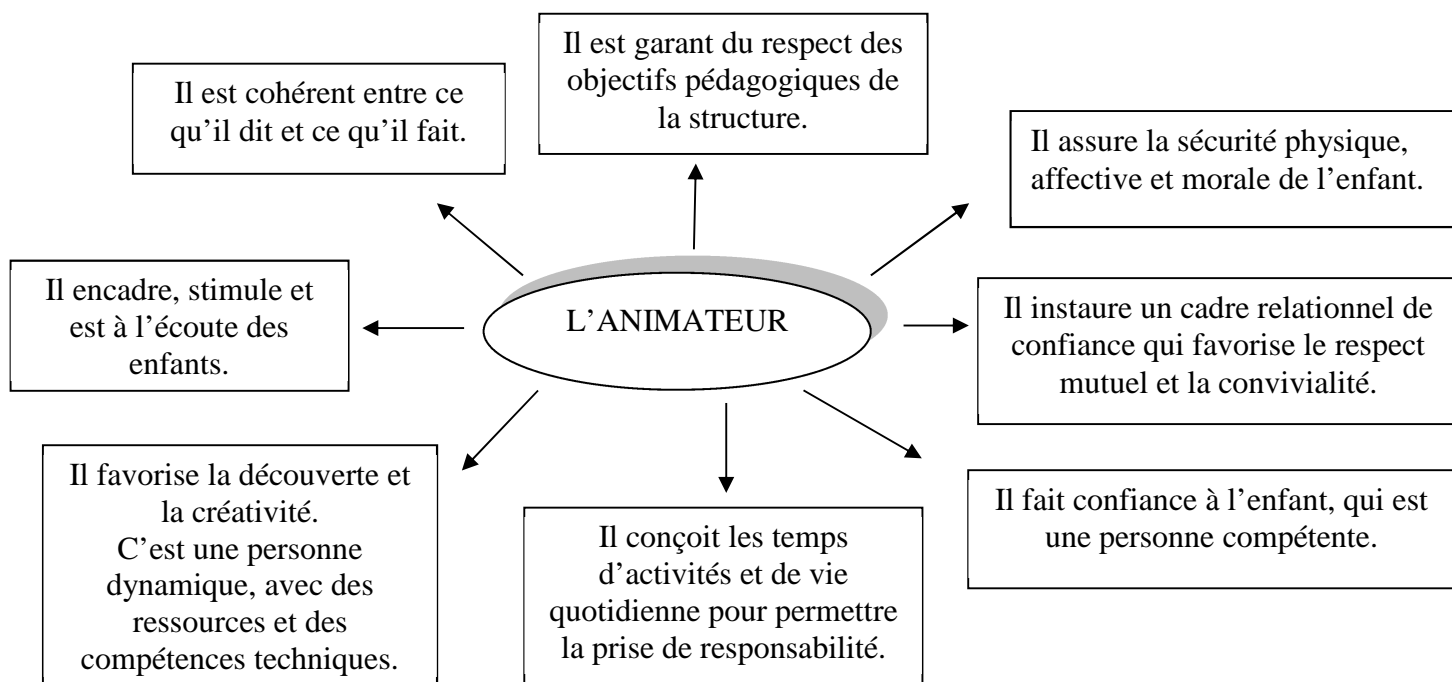 Il est garant du respect des
objectifs pédagogiques de
la structure.
Il est cohérent entre ce
qu’il dit et ce qu’il fait.
Il assure la sécurité physique,
affective et morale de l’enfant.
Il encadre, stimule et
est à l’écoute des
enfants.
L’ANIMATEUR
Il instaure un cadre relationnel de
confiance qui favorise le respect
mutuel et la convivialité.
Il favorise la découverte et
la créativité.
C’est une personne
dynamique, avec des
ressources et des
compétences techniques.
Il conçoit les temps
d’activités et de vie
quotidienne pour permettre
la prise de responsabilité.
Il fait confiance à l’enfant, qui est
une personne compétente.